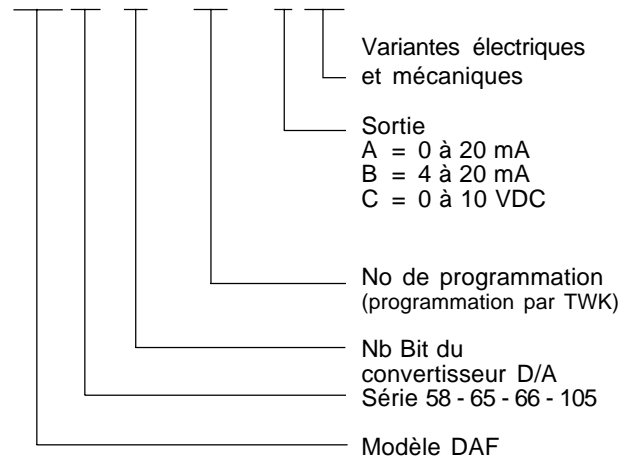 Variantes électriques
et mécaniques
Sortie
A = 0 à 20 mA
B = 4 à 20 mA
C = 0 à 10 VDC
No de programmation
(programmation par TWK)
Nb Bit du
convertisseur D/A
Série 58 - 65 - 66 - 105
Modèle DAF